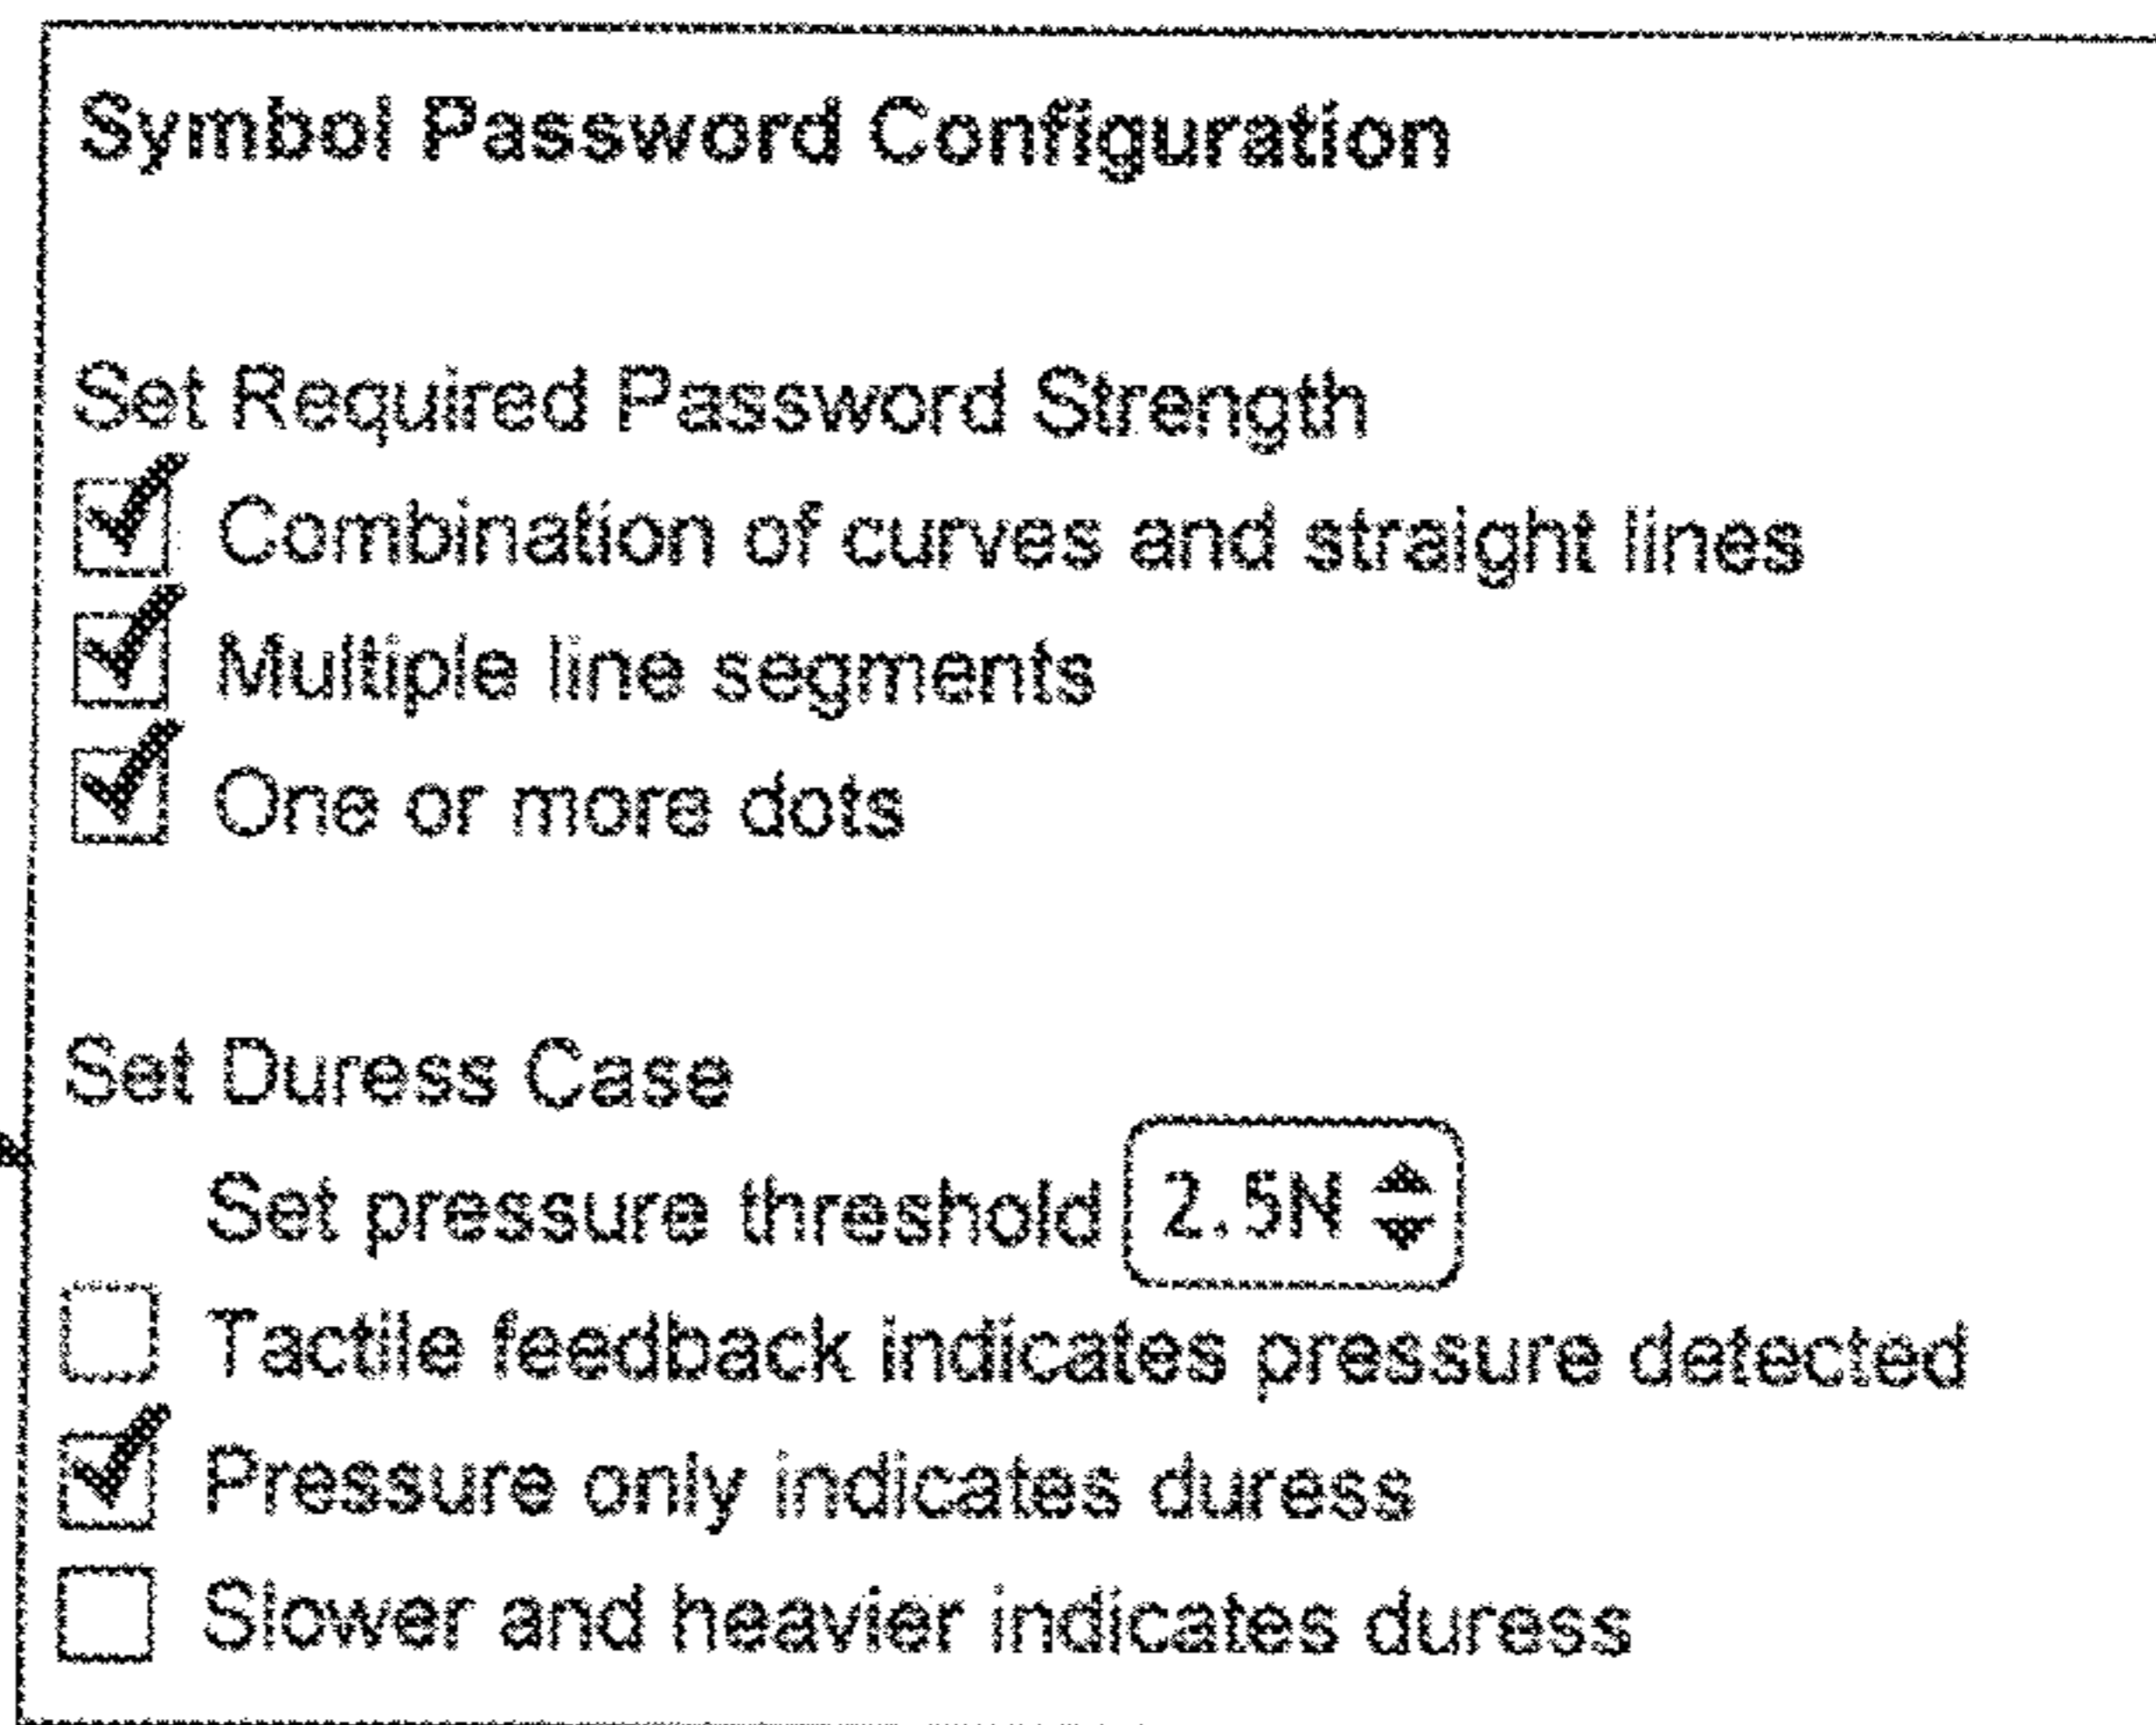 Symbol Password Configuration
Set Required Password Strength
Combination of curves and straight lines
Multiple line segments
One or more dots
Set Duress Case
Set pressure threshold 2.5N
Tactile feedback indicates pressure detected
Pressure only indicates duress
Slower and heavier indicates duress